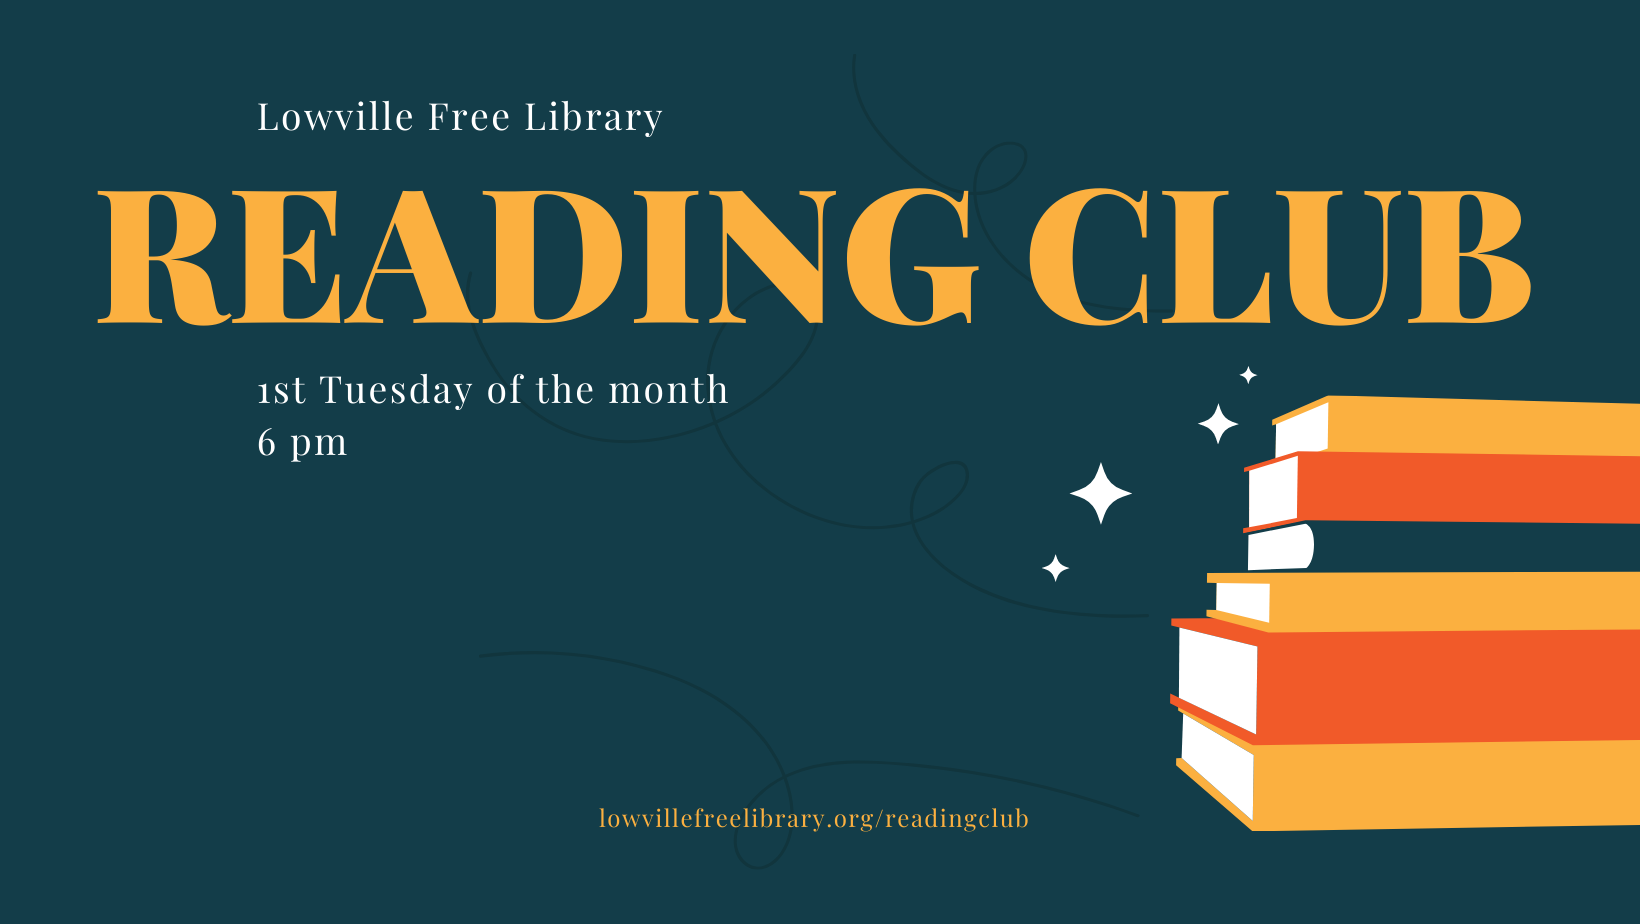 Lowville Free Library
READING CLUB
1st Tuesday of the month
6 pm
lowvillefreelibrary.org/readingclub